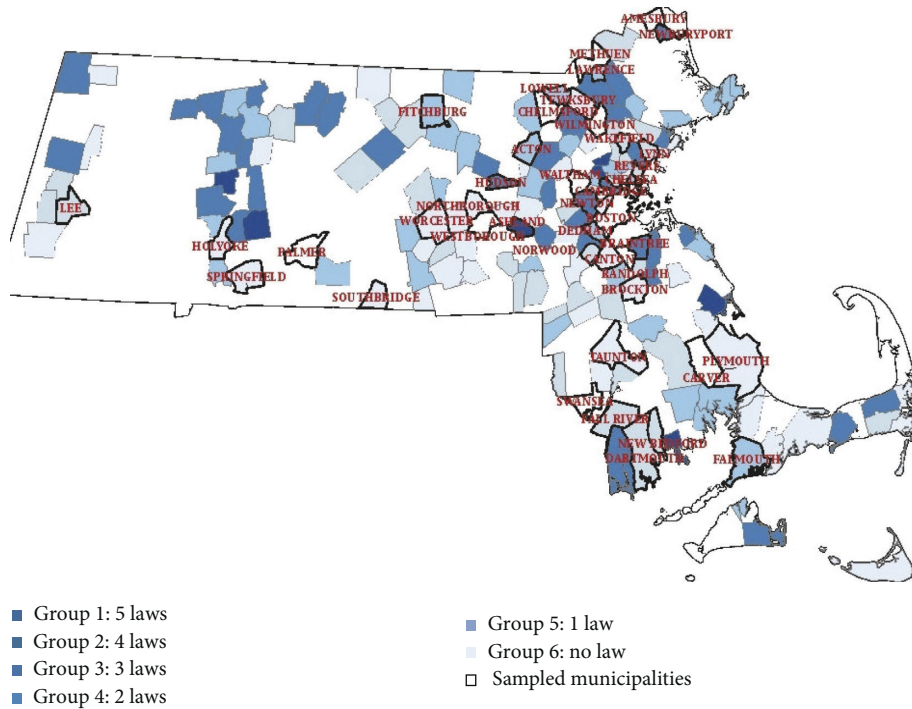 AMESBURY
NEWBURYPORT
METHUEN
LAWRENCE
LOWELL
TEWKSBURY
FITCHBURG
CHELMSFORD
WILMINGTON
WAKEFIELD
ACTON
LYNN
REVERE
WALTHAM
CHELSEA
HUDSON
LEE
NORTHBOROUGH
NEWTON
WORCESTER
ASHLAND
BOSTON
WESTBOROUGH
DEDHAM
HOLYOKE
PALMER
NORWOOD
BRAINTREE
CANTON
SPRINGFIELD
RANDOLPH
SOUTHBRIDGE
BROCKTON
TAUNTON
PLYMOUTH
CARVER
SWANSEA
FALL RIVER
NEW BEDFORD
DARTMOUTH
FALMOUTH
Group 1: 5 laws
Group 2: 4 laws
Group 3: 3 laws
Group 4: 2 laws
Group 5: 1 law
Group 6: no law
Sampled municipalities